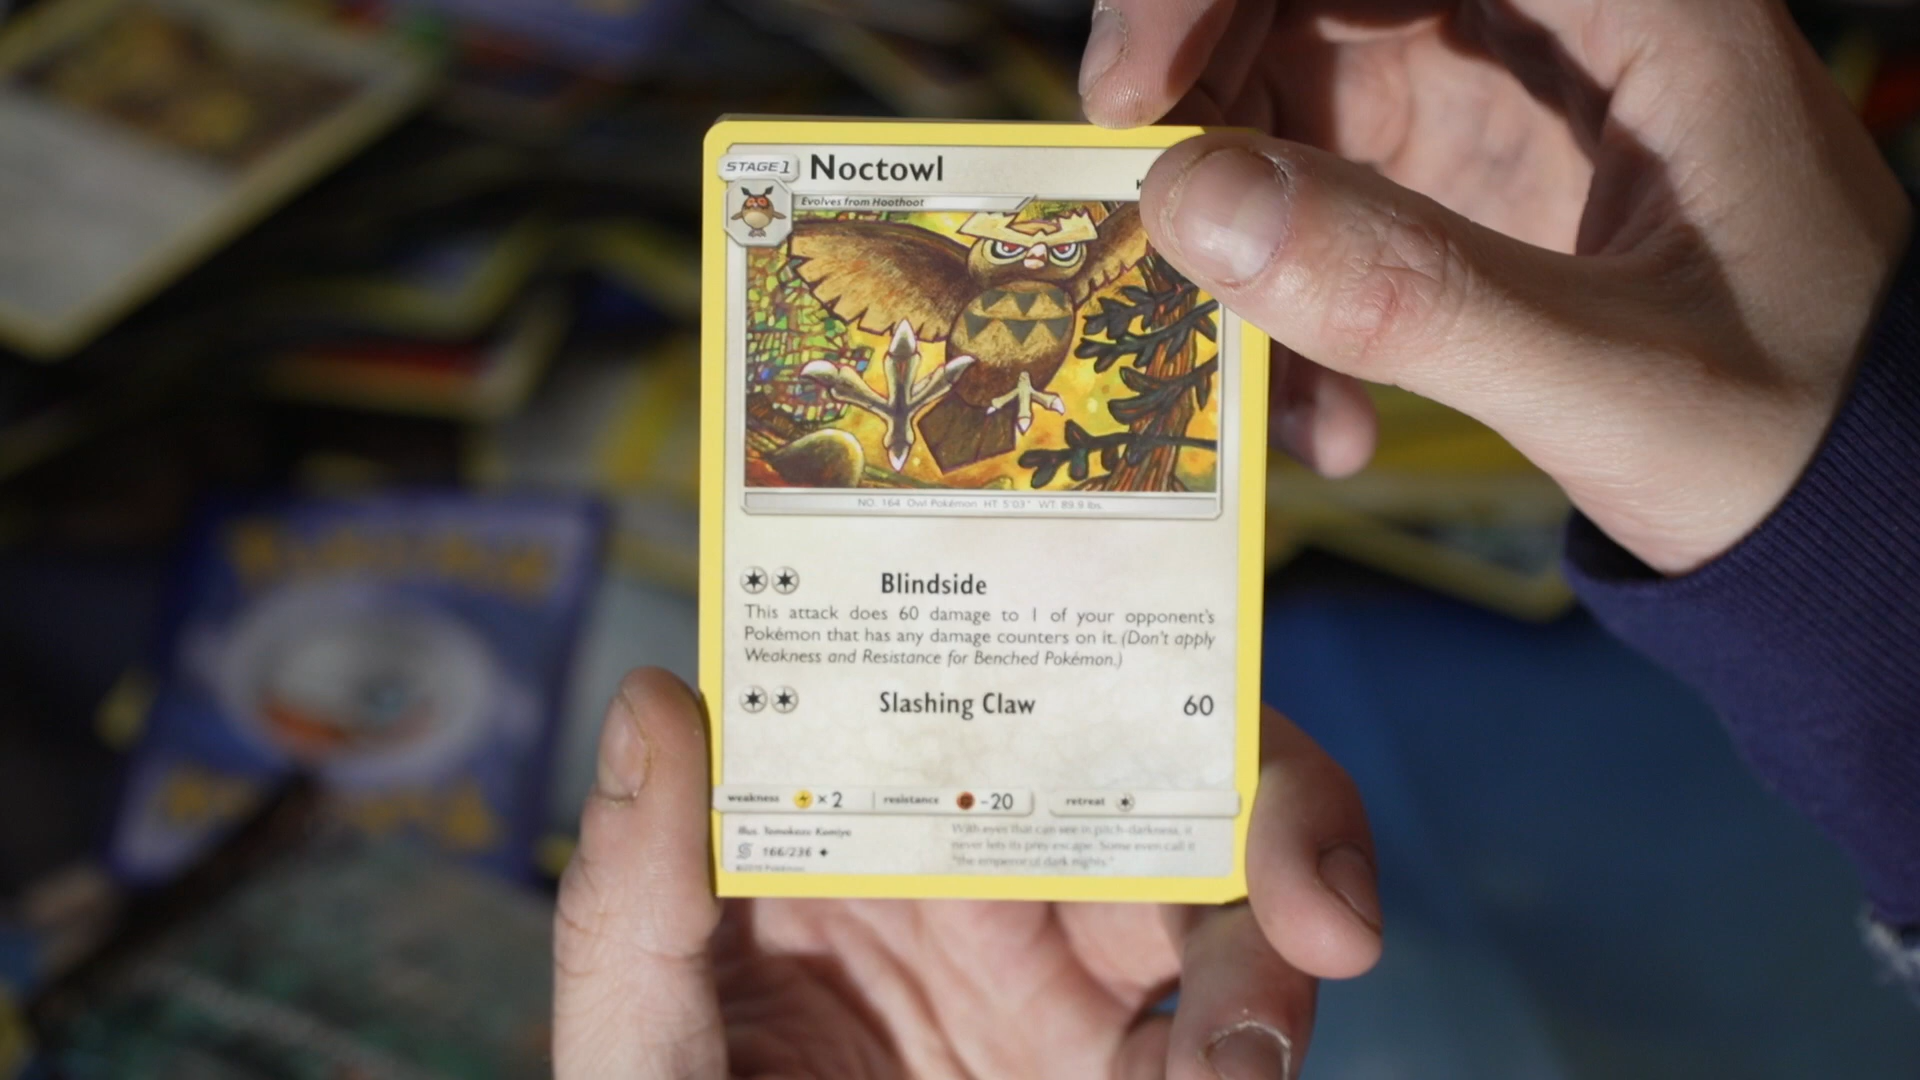 STAGE 1
Noctowl
Evolves from Hoothoot
NO. 164 Owl Pokémon HT: 5'03" WT: 89.9 lbs.
Blindside
This attack does 60 damage to 1 of your opponent's
Pokémon that has any damage counters on it. (Don't apply
Weakness and Resistance for Benched Pokémon.)
Slashing Claw 60
weakness ×2 resistance -20 retreat
Illus. Tomokazu Komiya
166/236
©2019 Pokémon
With eyes that can see in pitch-darkness, it
never lets its prey escape. Some even call it
"the emperor of dark nights."